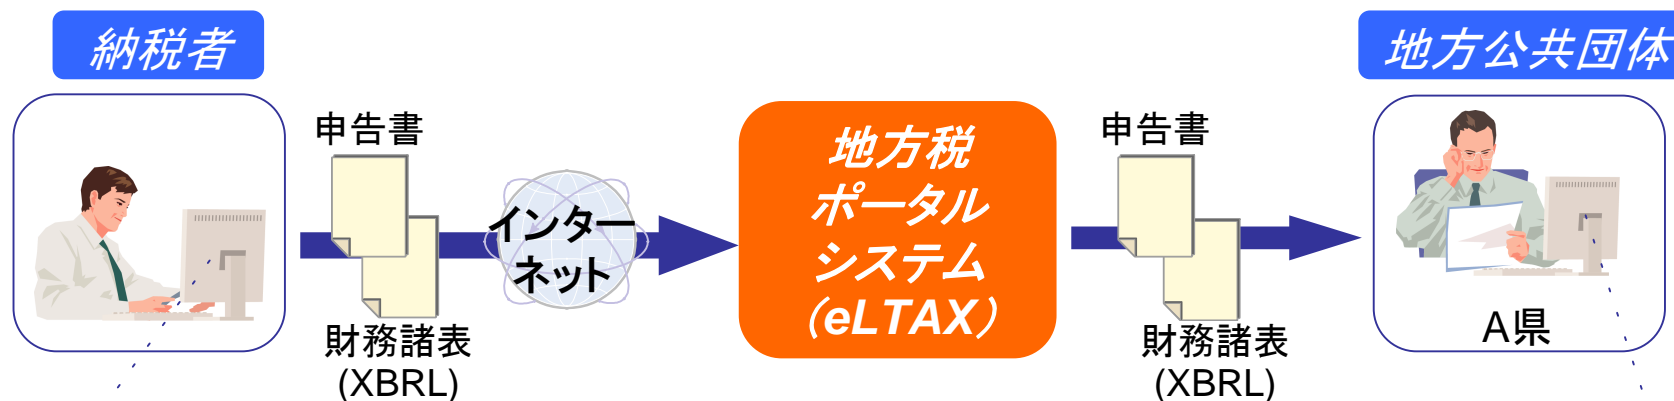 納税者
地方公共団体
申告書
財務諸表
(XBRL)
インター
ネット
地方税
ポータル
システム
（eLTAX）
申告書
財務諸表
(XBRL)
A県